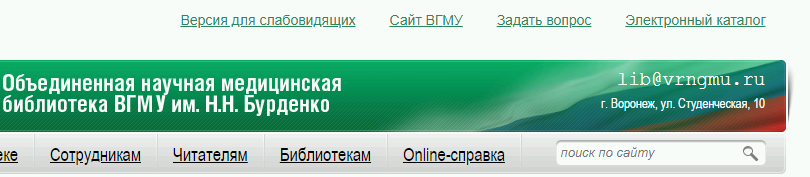 Версия для слабовидящих Сайт ВГМУ Задать вопрос Электронный каталог
Объединенная научная медицинская
библиотека ВГМУ им. Н.Н. Бурденко
lib@vrngmu.ru
г. Воронеж, ул. Студенческая, 10
еке Сотрудникам Читателям Библиотекам Online-справка поиск по сайту